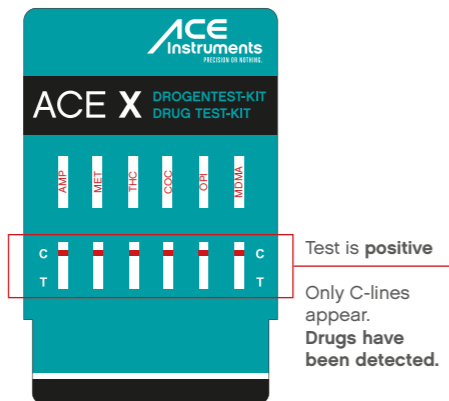 ACE
Instruments
PRECISION OR NOTHING.
ACE X DROGENTEST-KIT
DRUG TEST-KIT
AMP MET THC COC OPI MDMA
C C
T T
Test is positive
Only C-lines
appear.
Drugs have
been detected.